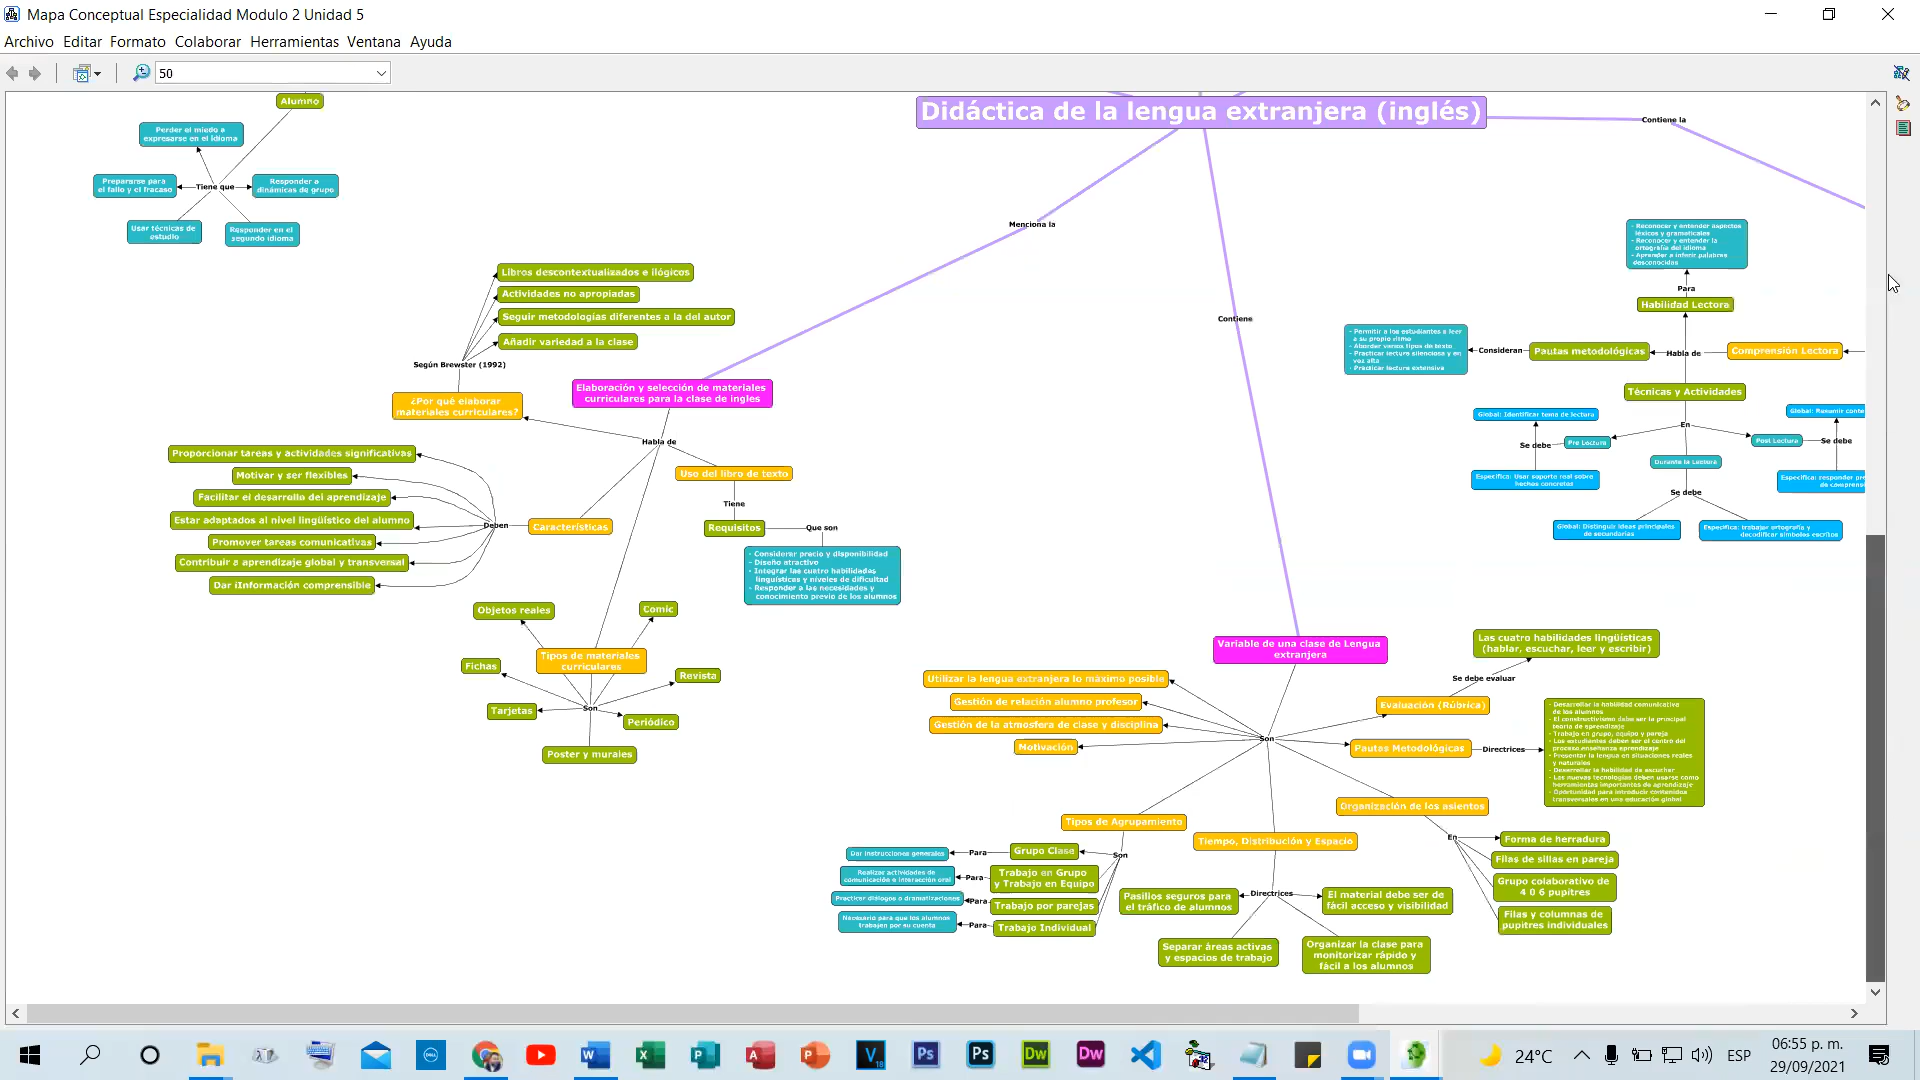 Mapa Conceptual Especialidad Modulo 2 Unidad 5
Archivo Editar Formato Colaborar Herramientas Ventana Ayuda
50
Didáctica de la lengua extranjera (inglés)
Contiene la
Menciona la
Contiene
Alumno
Perder el miedo a
expresarse en el idioma
Prepararse para
el fallo y el fracaso
Tiene que
Responder a
dinámicas de grupo
Usar técnicas de
estudio
Responder en el
segundo idioma
Libros descontextualizados e ilógicos
Actividades no apropiadas
Seguir metodologías diferentes a la del autor
Añadir variedad a la clase
Según Brewster (1992)
¿Por qué elaborar
materiales curriculares?
Elaboración y selección de materiales
curriculares para la clase de ingles
Habla de
Uso del libro de texto
Tiene
Requisitos
Que son
- Considerar precio y disponibilidad
- Diseño atractivo
- Integrar las cuatro habilidades
linguísticas y niveles de dificultad
- Responder a las necesidades y
conocimiento previo de los alumnos
Proporcionar tareas y actividades significativas
Motivar y ser flexibles
Facilitar el desarrollo del aprendizaje
Estar adaptados al nivel lingüístico del alumno
Promover tareas comunicativas
Contribuir a aprendizaje global y transversal
Dar iInformación comprensible
Deben
Características
Objetos reales
Comic
Tipos de materiales
curriculares
Fichas
Revista
Son
Tarjetas
Periódico
Poster y murales
- Reconocer y entender aspectos
léxicos y gramaticales
- Reconocer y entender la
ortografía del idioma
- Aprender a inferir palabras
desconocidas
Para
Habilidad Lectora
- Permitir a los estudiantes a leer
a su propio ritmo
- Abordar varios tipos de texto
- Practicar lectura silenciosa y en
voz alta
- Practicar lectura extensiva
Consideran
Pautas metodológicas
Habla de
Comprensión Lectora
Técnicas y Actividades
En
Global: Identificar tema de lectura
Se debe
Pre Lectura
Específica: Usar soporte real sobre
hechos concretos
Durante la Lectura
Se debe
Global: Distinguir ideas principales
de secundarias
Específica: trabajar ortografía y
decodificar símbolos escritos
Post Lectura
Se debe
Global: Resumir conte
Específica: responder pre
de comprens
Variable de una clase de Lengua
extranjera
Utilizar la lengua extranjera lo máximo posible
Gestión de relación alumno profesor
Gestión de la atmosfera de clase y disciplina
Motivación
Son
Las cuatro habilidades lingüísticas
(hablar, escuchar, leer y escribir)
Se debe evaluar
Evaluación (Rúbrica)
Pautas Metodológicas
Directrices
- Desarrollar la habilidad comunicativa
de los alumnos
- El constructivismo debe ser la principal
teoría de aprendizaje
- Trabajo en grupo, equipo y pareja
- Los estudiantes deben ser el centro del
proceso enseñanza aprendizaje
- Presentar la lengua en situaciones reales
y naturales
- Desarrollar la habilidad de escuchar
- Las nuevas tecnologías deben usarse como
herramientas importantes de aprendizaje
- Oportunidad para introducir contenidos
transversales en una educación global
Organización de los asientos
En
Forma de herradura
Filas de sillas en pareja
Grupo colaborativo de
4 0 6 pupitres
Filas y columnas de
pupitres individuales
Tipos de Agrupamiento
Son
Grupo Clase
Para
Dar instrucciones generales
Trabajo en Grupo
y Trabajo en Equipo
Para
Realizar actividades de
comunicación e interacción oral
Trabajo por parejas
Para
Practicar diálogos o dramatizaciones
Trabajo Individual
Para
Necesario para que los alumnos
trabajen por su cuenta
Tiempo, Distribución y Espacio
Directrices
Pasillos seguros para
el tráfico de alumnos
El material debe ser de
fácil acceso y visibilidad
Separar áreas activas
y espacios de trabajo
Organizar la clase para
monitorizar rápido y
fácil a los alumnos
24°C
ESP
06:55 p. m.
29/09/2021